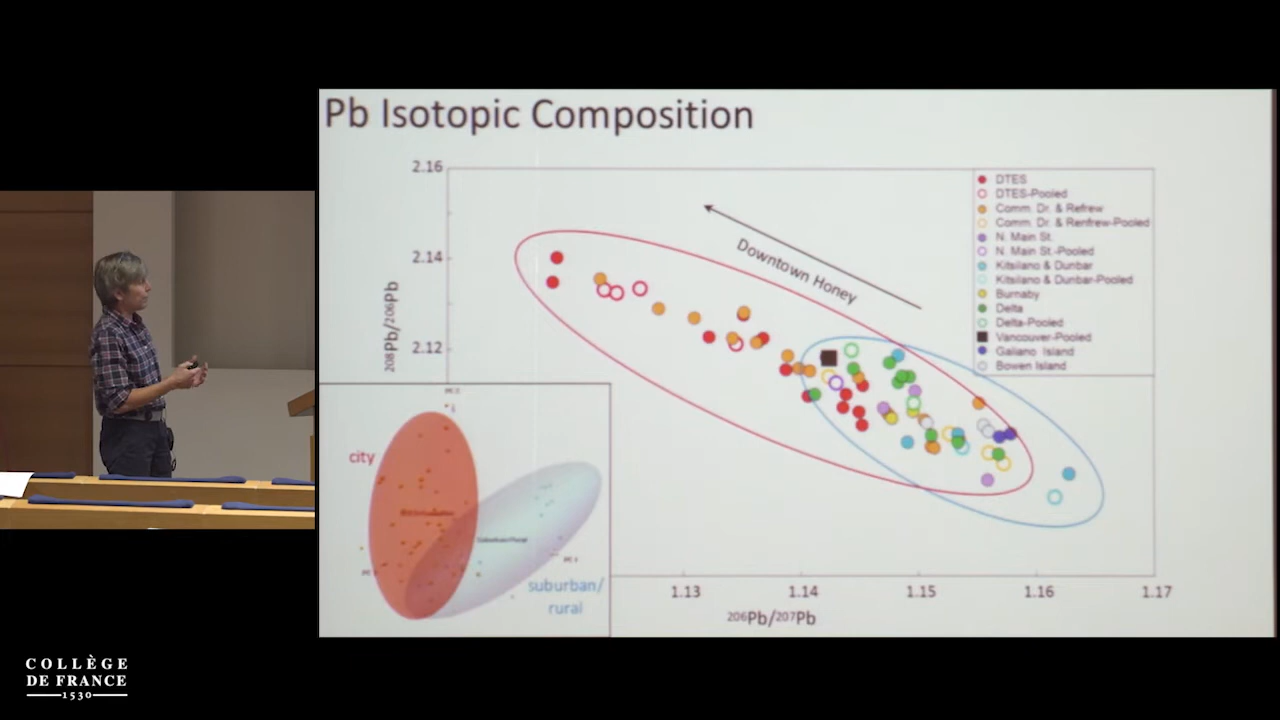 Pb Isotopic Composition
2.16
2.14
2.12
208Pb/206Pb
Downtown Honey
DTES
DTES-Pooled
Comm. Dr. & Refrew
Comm. Dr. & Renfrew-Pooled
N. Main St.
N. Main St.-Pooled
Kitsilano & Dunbar
Kitsilano & Dunbar-Pooled
Burnaby
Delta
Delta-Pooled
Vancouver-Pooled
Galiano Island
Bowen Island
city
suburban/
rural
1.13
1.14
1.15
1.16
1.17
206Pb/207Pb
COLLÈGE
DE FRANCE
1530